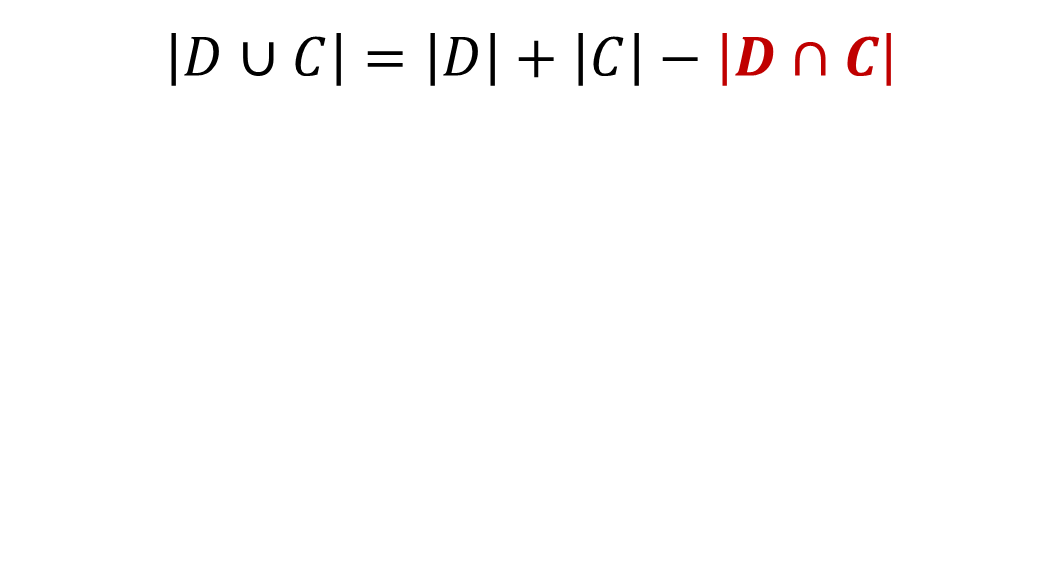 |D ∪ C| = |D| + |C| − |D ∩ C|